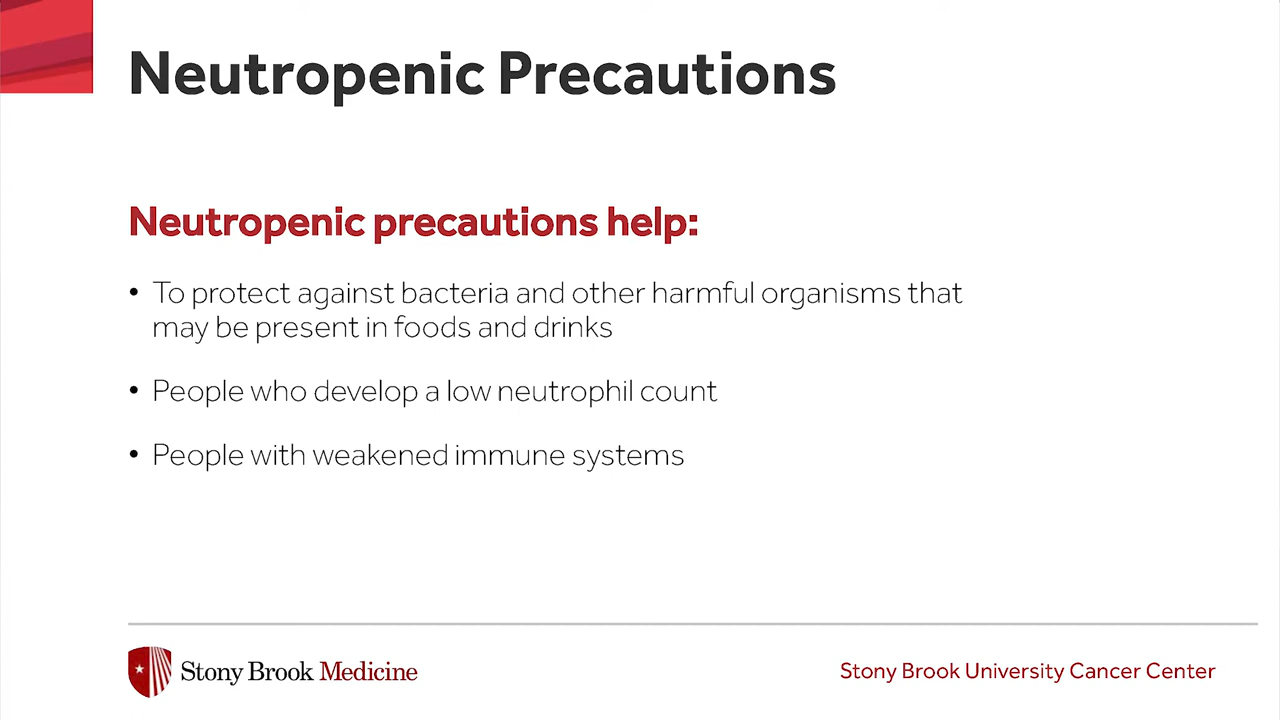 Neutropenic Precautions
Neutropenic precautions help:
• To protect against bacteria and other harmful organisms that
may be present in foods and drinks
• People who develop a low neutrophil count
• People with weakened immune systems
Stony Brook Medicine
Stony Brook University Cancer Center